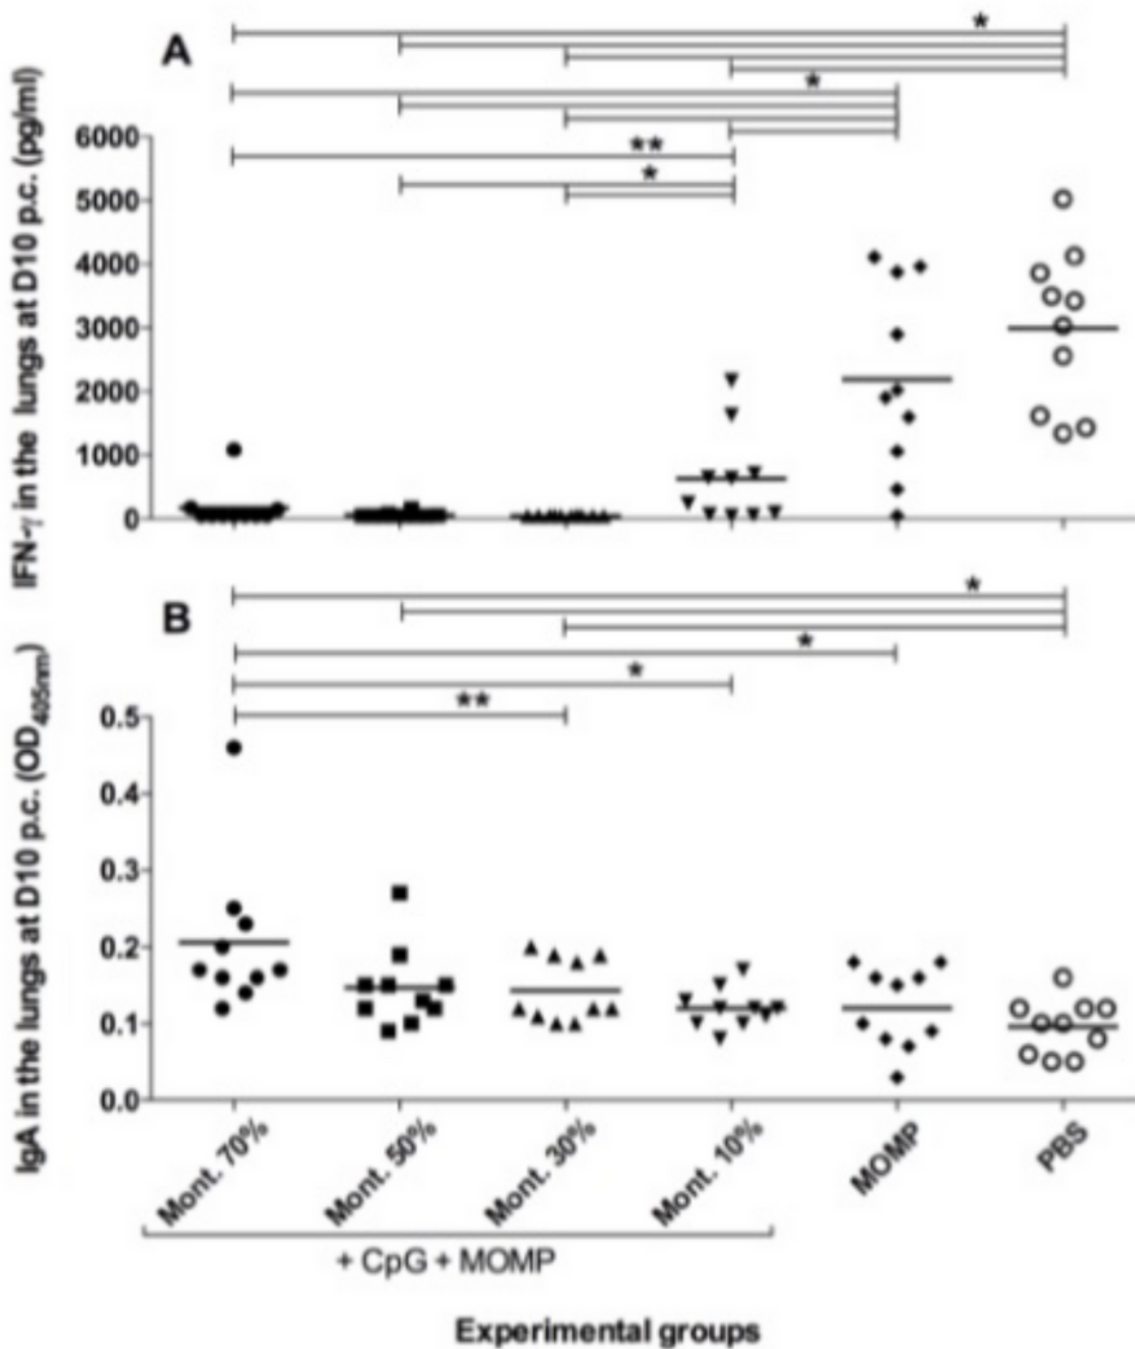 A
*
*
**
*
IFN-γ in the lungs at D10 p.c. (pg/ml)
6000
5000
4000
3000
2000
1000
0
B
*
*
*
**
IgA in the lungs at D10 p.c. (OD405nm)
0.5
0.4
0.3
0.2
0.1
0.0
Mont. 70%
Mont. 50%
Mont. 30%
Mont. 10%
MOMP
PBS
+ CpG + MOMP
Experimental groups